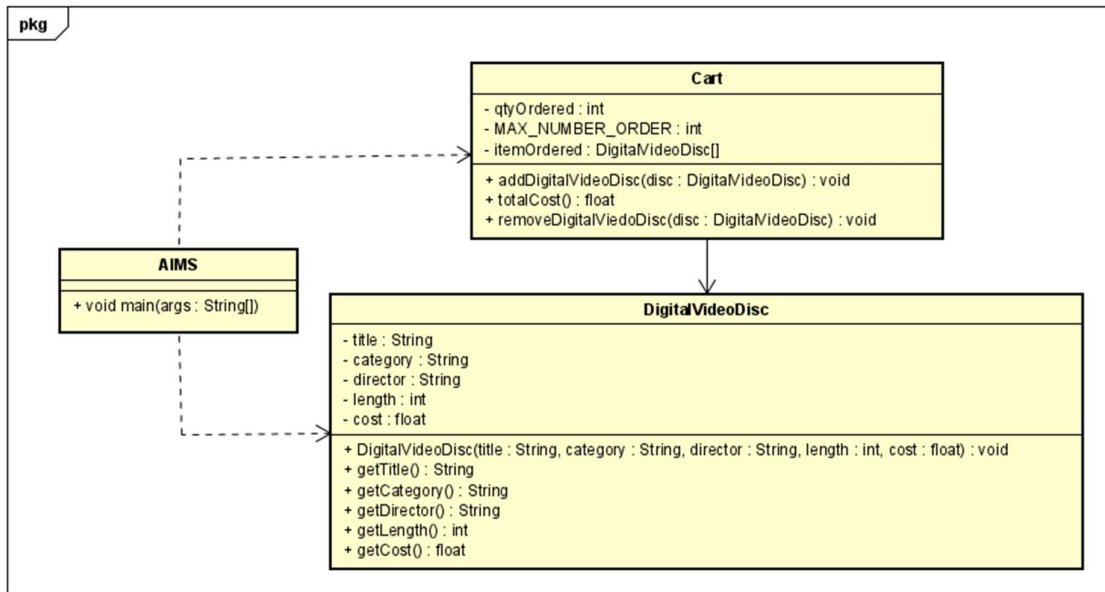 pkg
Cart
- qtyOrdered : int
- MAX_NUMBER_ORDER : int
- itemOrdered : DigitalVideoDisc[]
+ addDigitalVideoDisc(disc : DigitalVideoDisc) : void
+ totalCost() : float
+ removeDigitalViedoDisc(disc : DigitalVideoDisc) : void
AIMS
+ void main(args : String[])
DigitalVideoDisc
- title : String
- category : String
- director : String
- length : int
- cost : float
+ DigitalVideoDisc(title : String, category : String, director : String, length : int, cost : float) : void
+ getTitle() : String
+ getCategory() : String
+ getDirector() : String
+ getLength() : int
+ getCost() : float